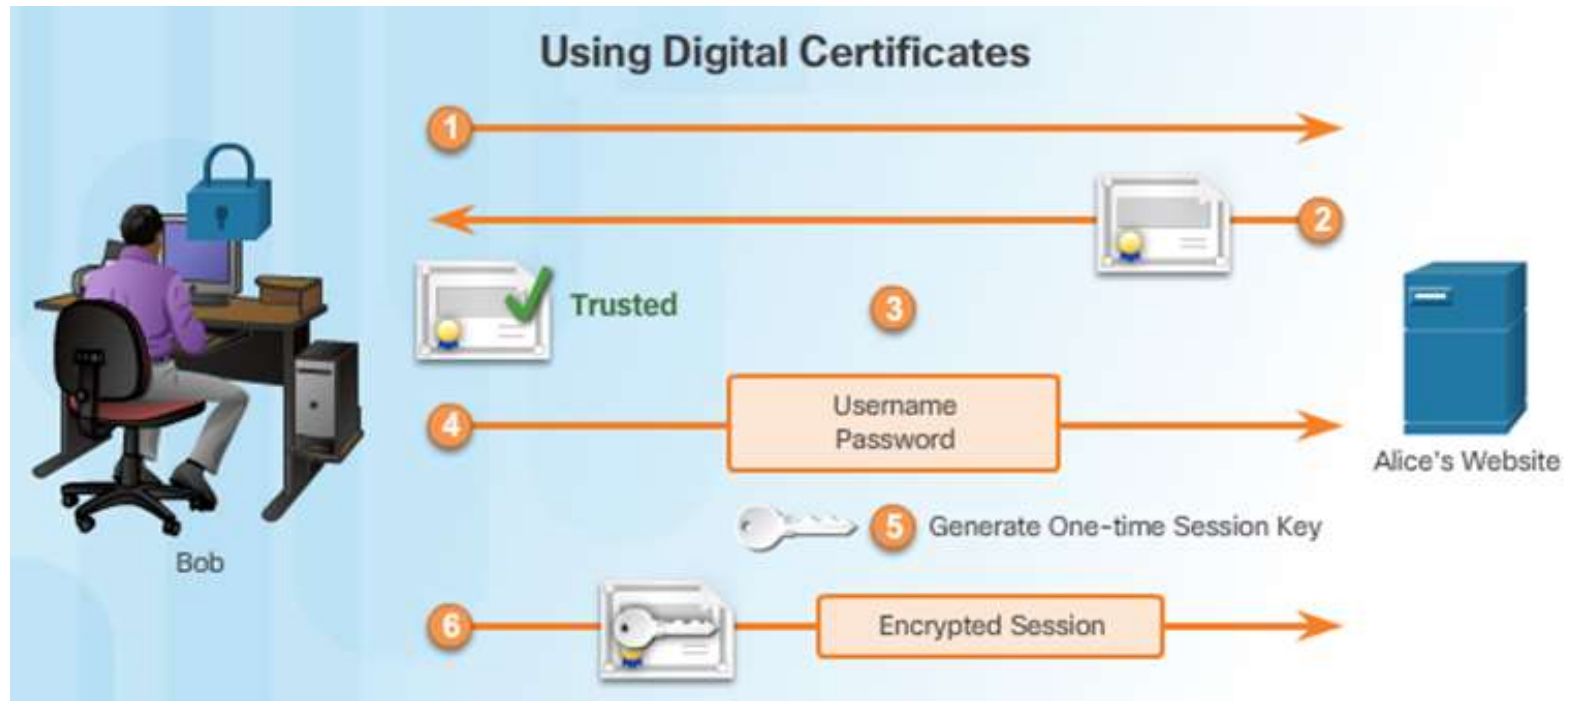 Using Digital Certificates
1
2
Trusted
3
4
Username
Password
Alice's Website
5 Generate One-time Session Key
Bob
6
Encrypted Session